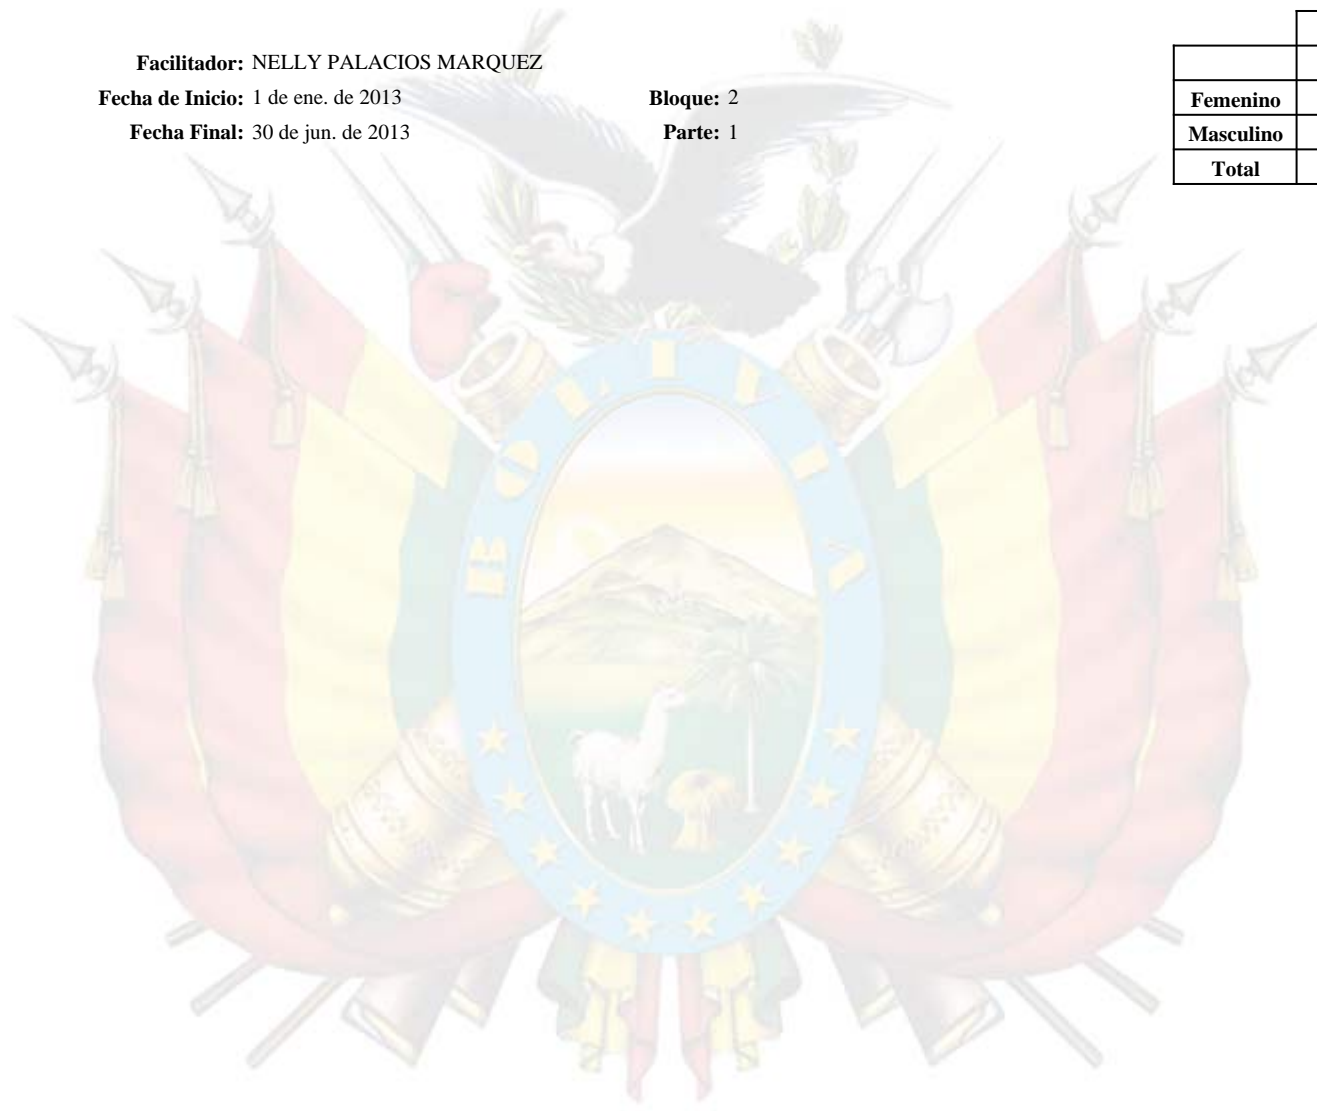 Facilitador: NELLY PALACIOS MARQUEZ
Fecha de Inicio: 1 de ene. de 2013 Bloque: 2
Fecha Final: 30 de jun. de 2013 Parte: 1
Femenino
Masculino
Total
BOLIVIA